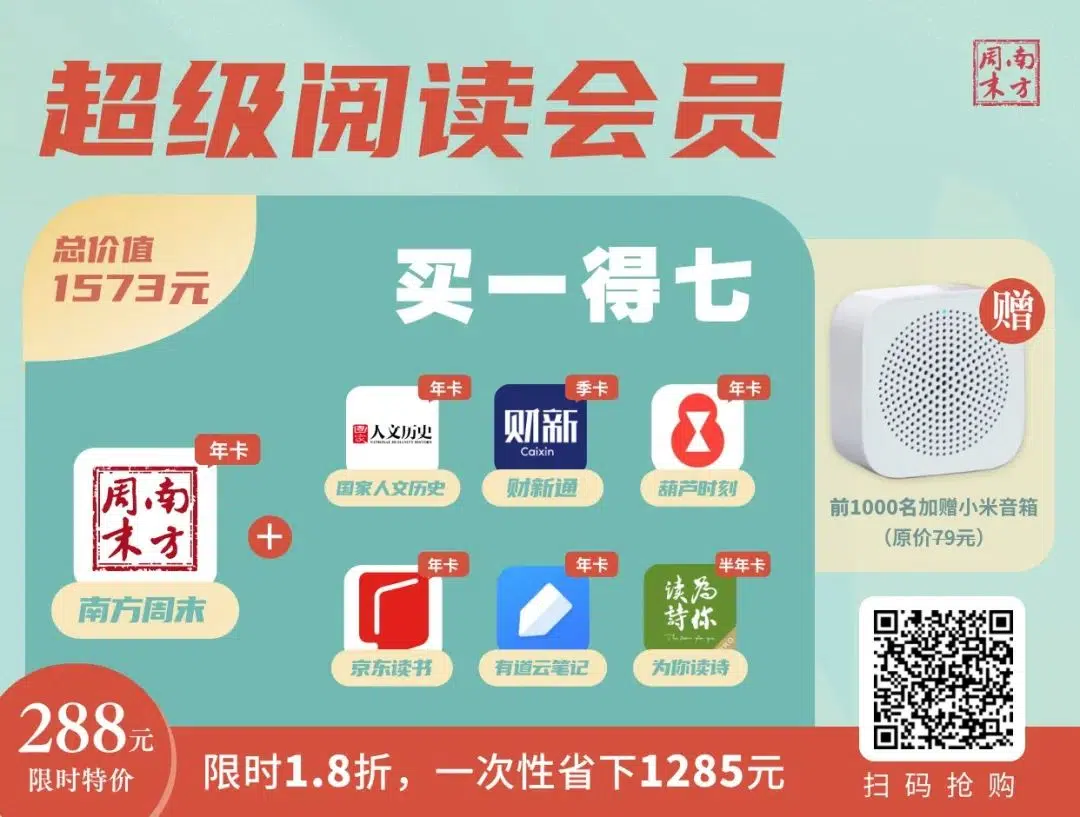 超级阅读会员
周南
末方
总价值
1573元
买一得七
赠
年卡
季卡
年卡
國家 人文历史
财新
Caixin
国家人文历史
财新通
葫芦时刻
年卡
周南
末方
南方周末
+
前1000名加赠小米音箱
（原价79元）
年卡
年卡
半年卡
读为
詩你
京东读书
有道云笔记
为你读诗
288元
限时特价
限时1.8折，一次性省下1285元
扫码抢购